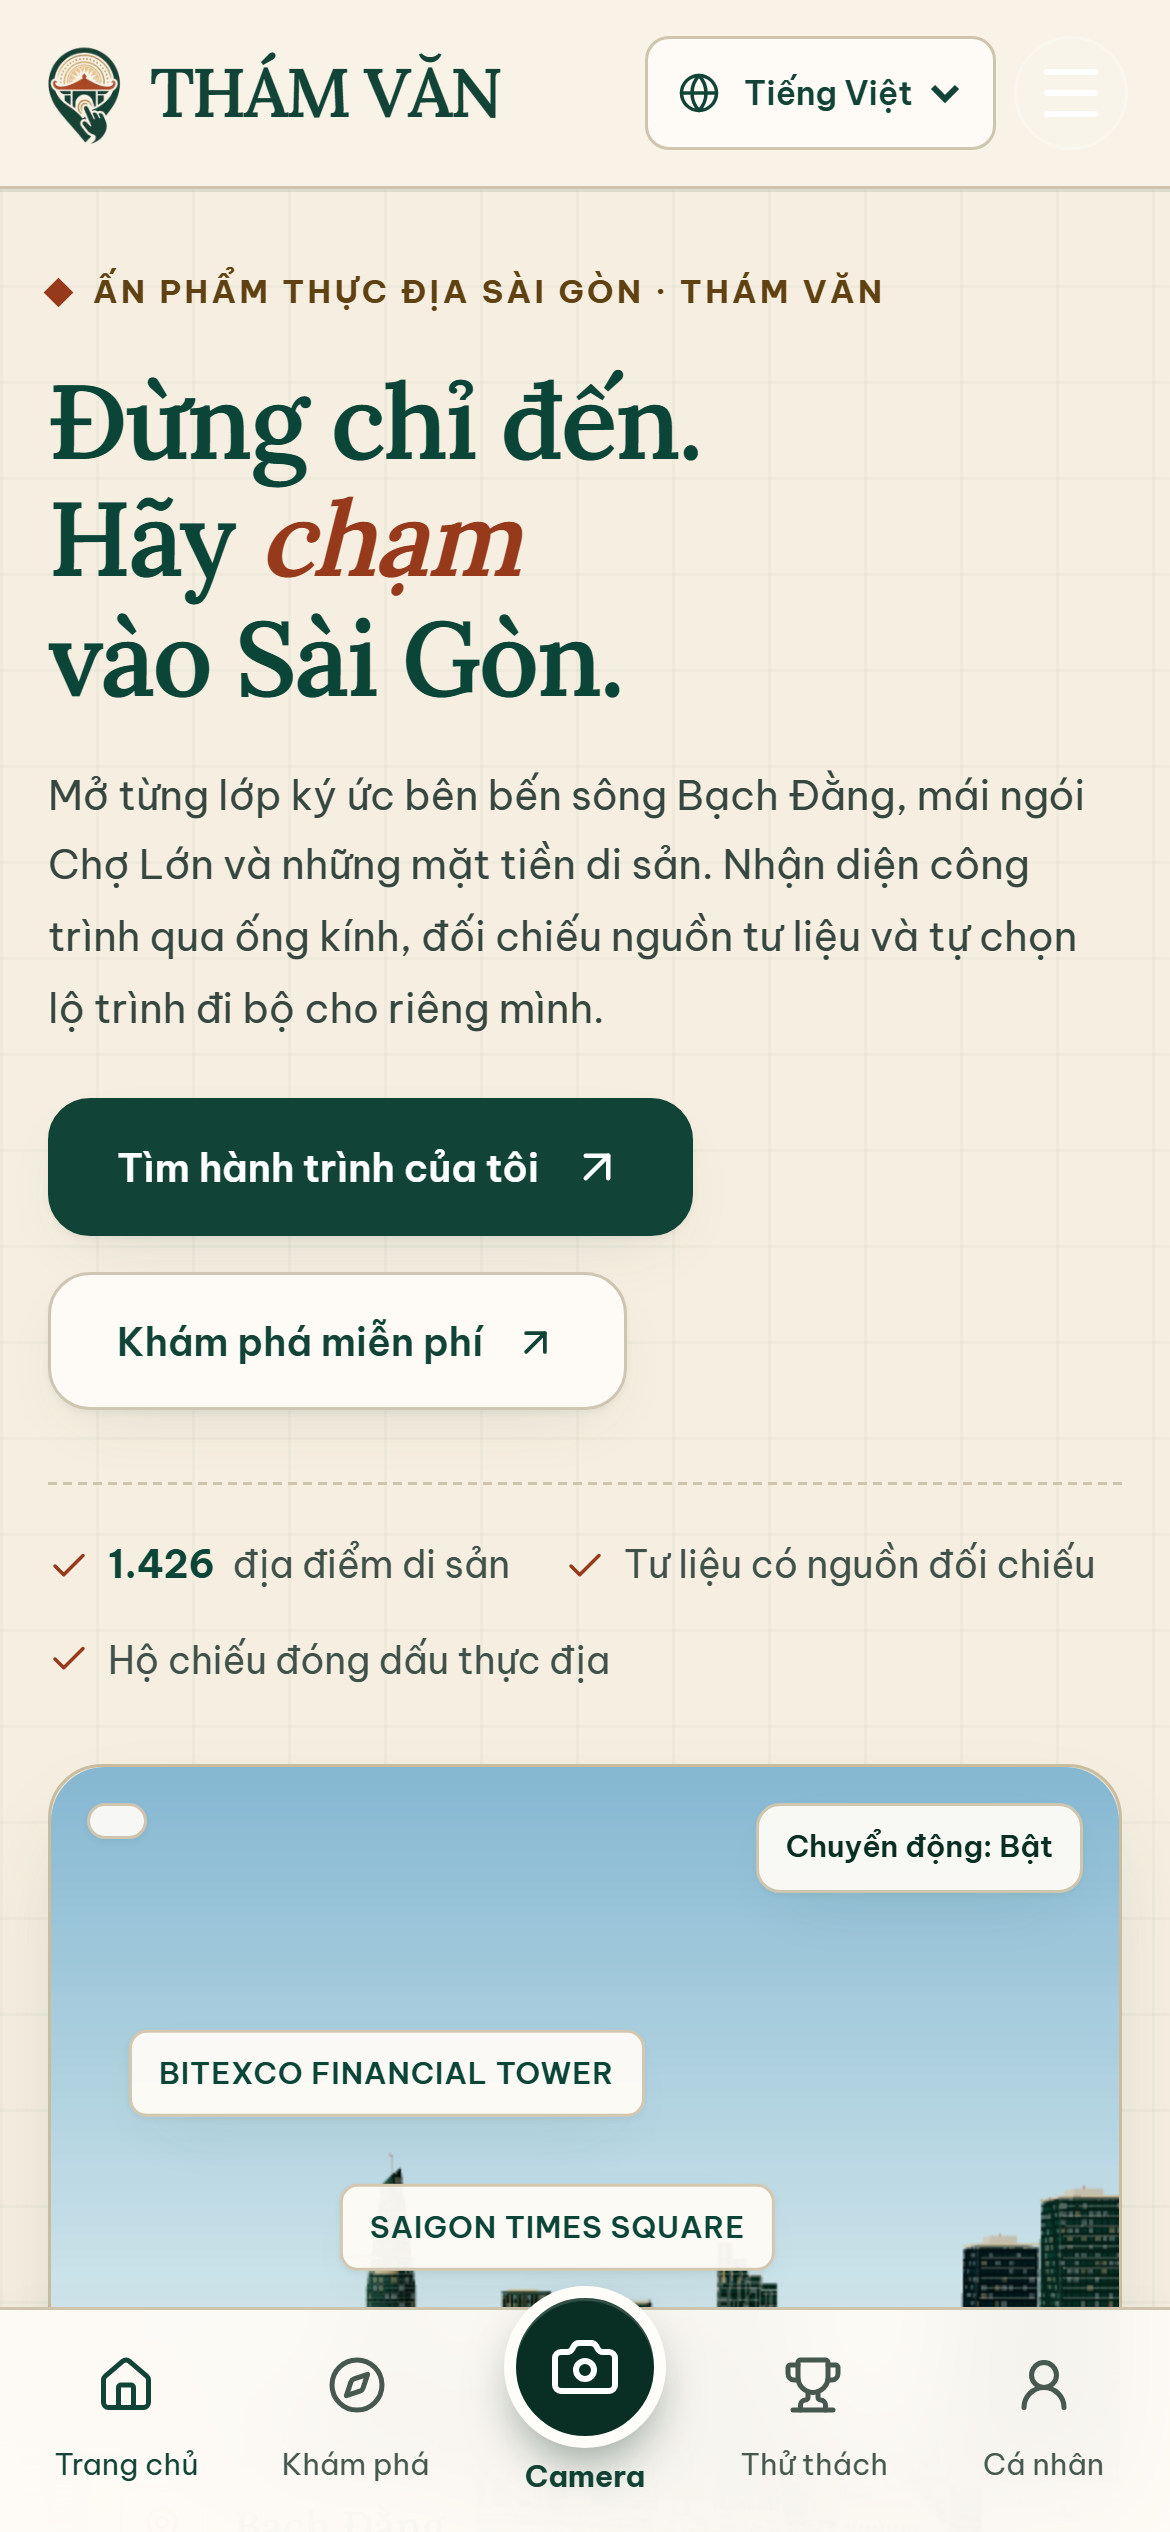 THÁM VĂN
Tiếng Việt
ẤN PHẨM THỰC ĐỊA SÀI GÒN · THÁM VĂN
Đừng chỉ đến.
Hãy chạm
vào Sài Gòn.
Mở từng lớp ký ức bên bến sông Bạch Đằng, mái ngói
Chợ Lớn và những mặt tiền di sản. Nhận diện công
trình qua ống kính, đối chiếu nguồn tư liệu và tự chọn
lộ trình đi bộ cho riêng mình.
Tìm hành trình của tôi
Khám phá miễn phí
1.426 địa điểm di sản
Tư liệu có nguồn đối chiếu
Hộ chiếu đóng dấu thực địa
Chuyển động: Bật
BITEXCO FINANCIAL TOWER
SAIGON TIMES SQUARE
Trang chủ
Khám phá
Camera
Thử thách
Cá nhân
Bạch Đằng